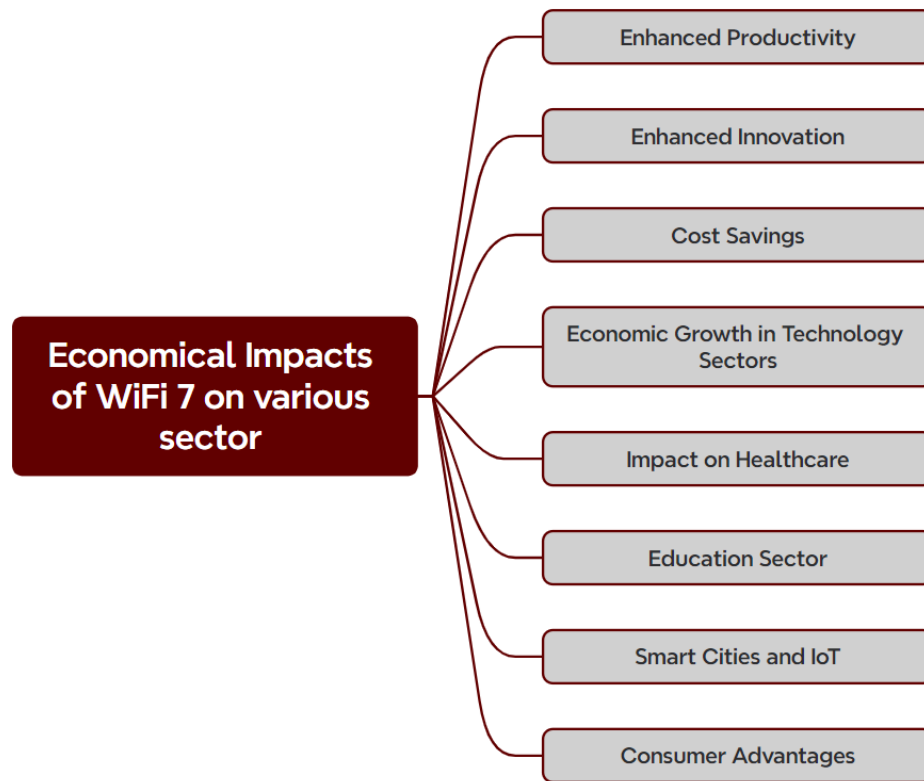 Economical Impacts
of WiFi 7 on various
sector
Enhanced Productivity
Enhanced Innovation
Cost Savings
Economic Growth in Technology
Sectors
Impact on Healthcare
Education Sector
Smart Cities and IoT
Consumer Advantages